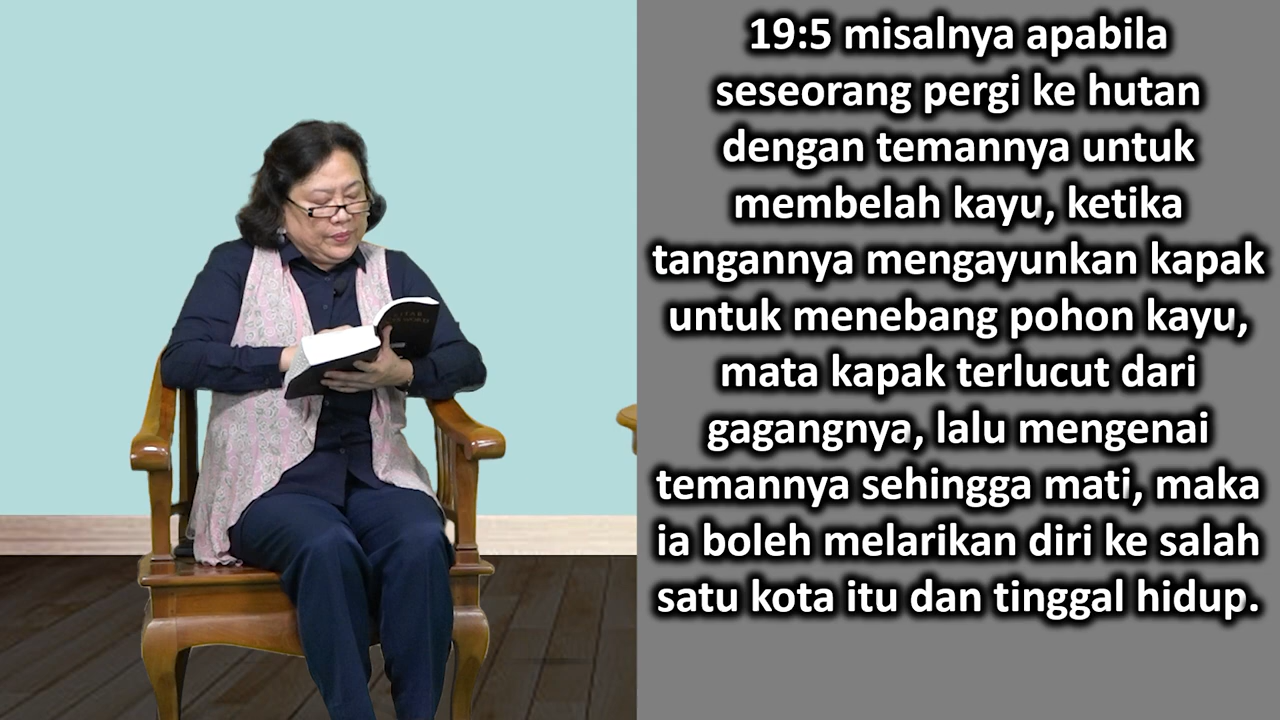 19:5 misalnya apabila
seseorang pergi ke hutan
dengan temannya untuk
membelah kayu, ketika
tangannya mengayunkan kapak
untuk menebang pohon kayu,
mata kapak terlucut dari
gagangnya, lalu mengenai
temannya sehingga mati, maka
ia boleh melarikan diri ke salah
satu kota itu dan tinggal hidup.